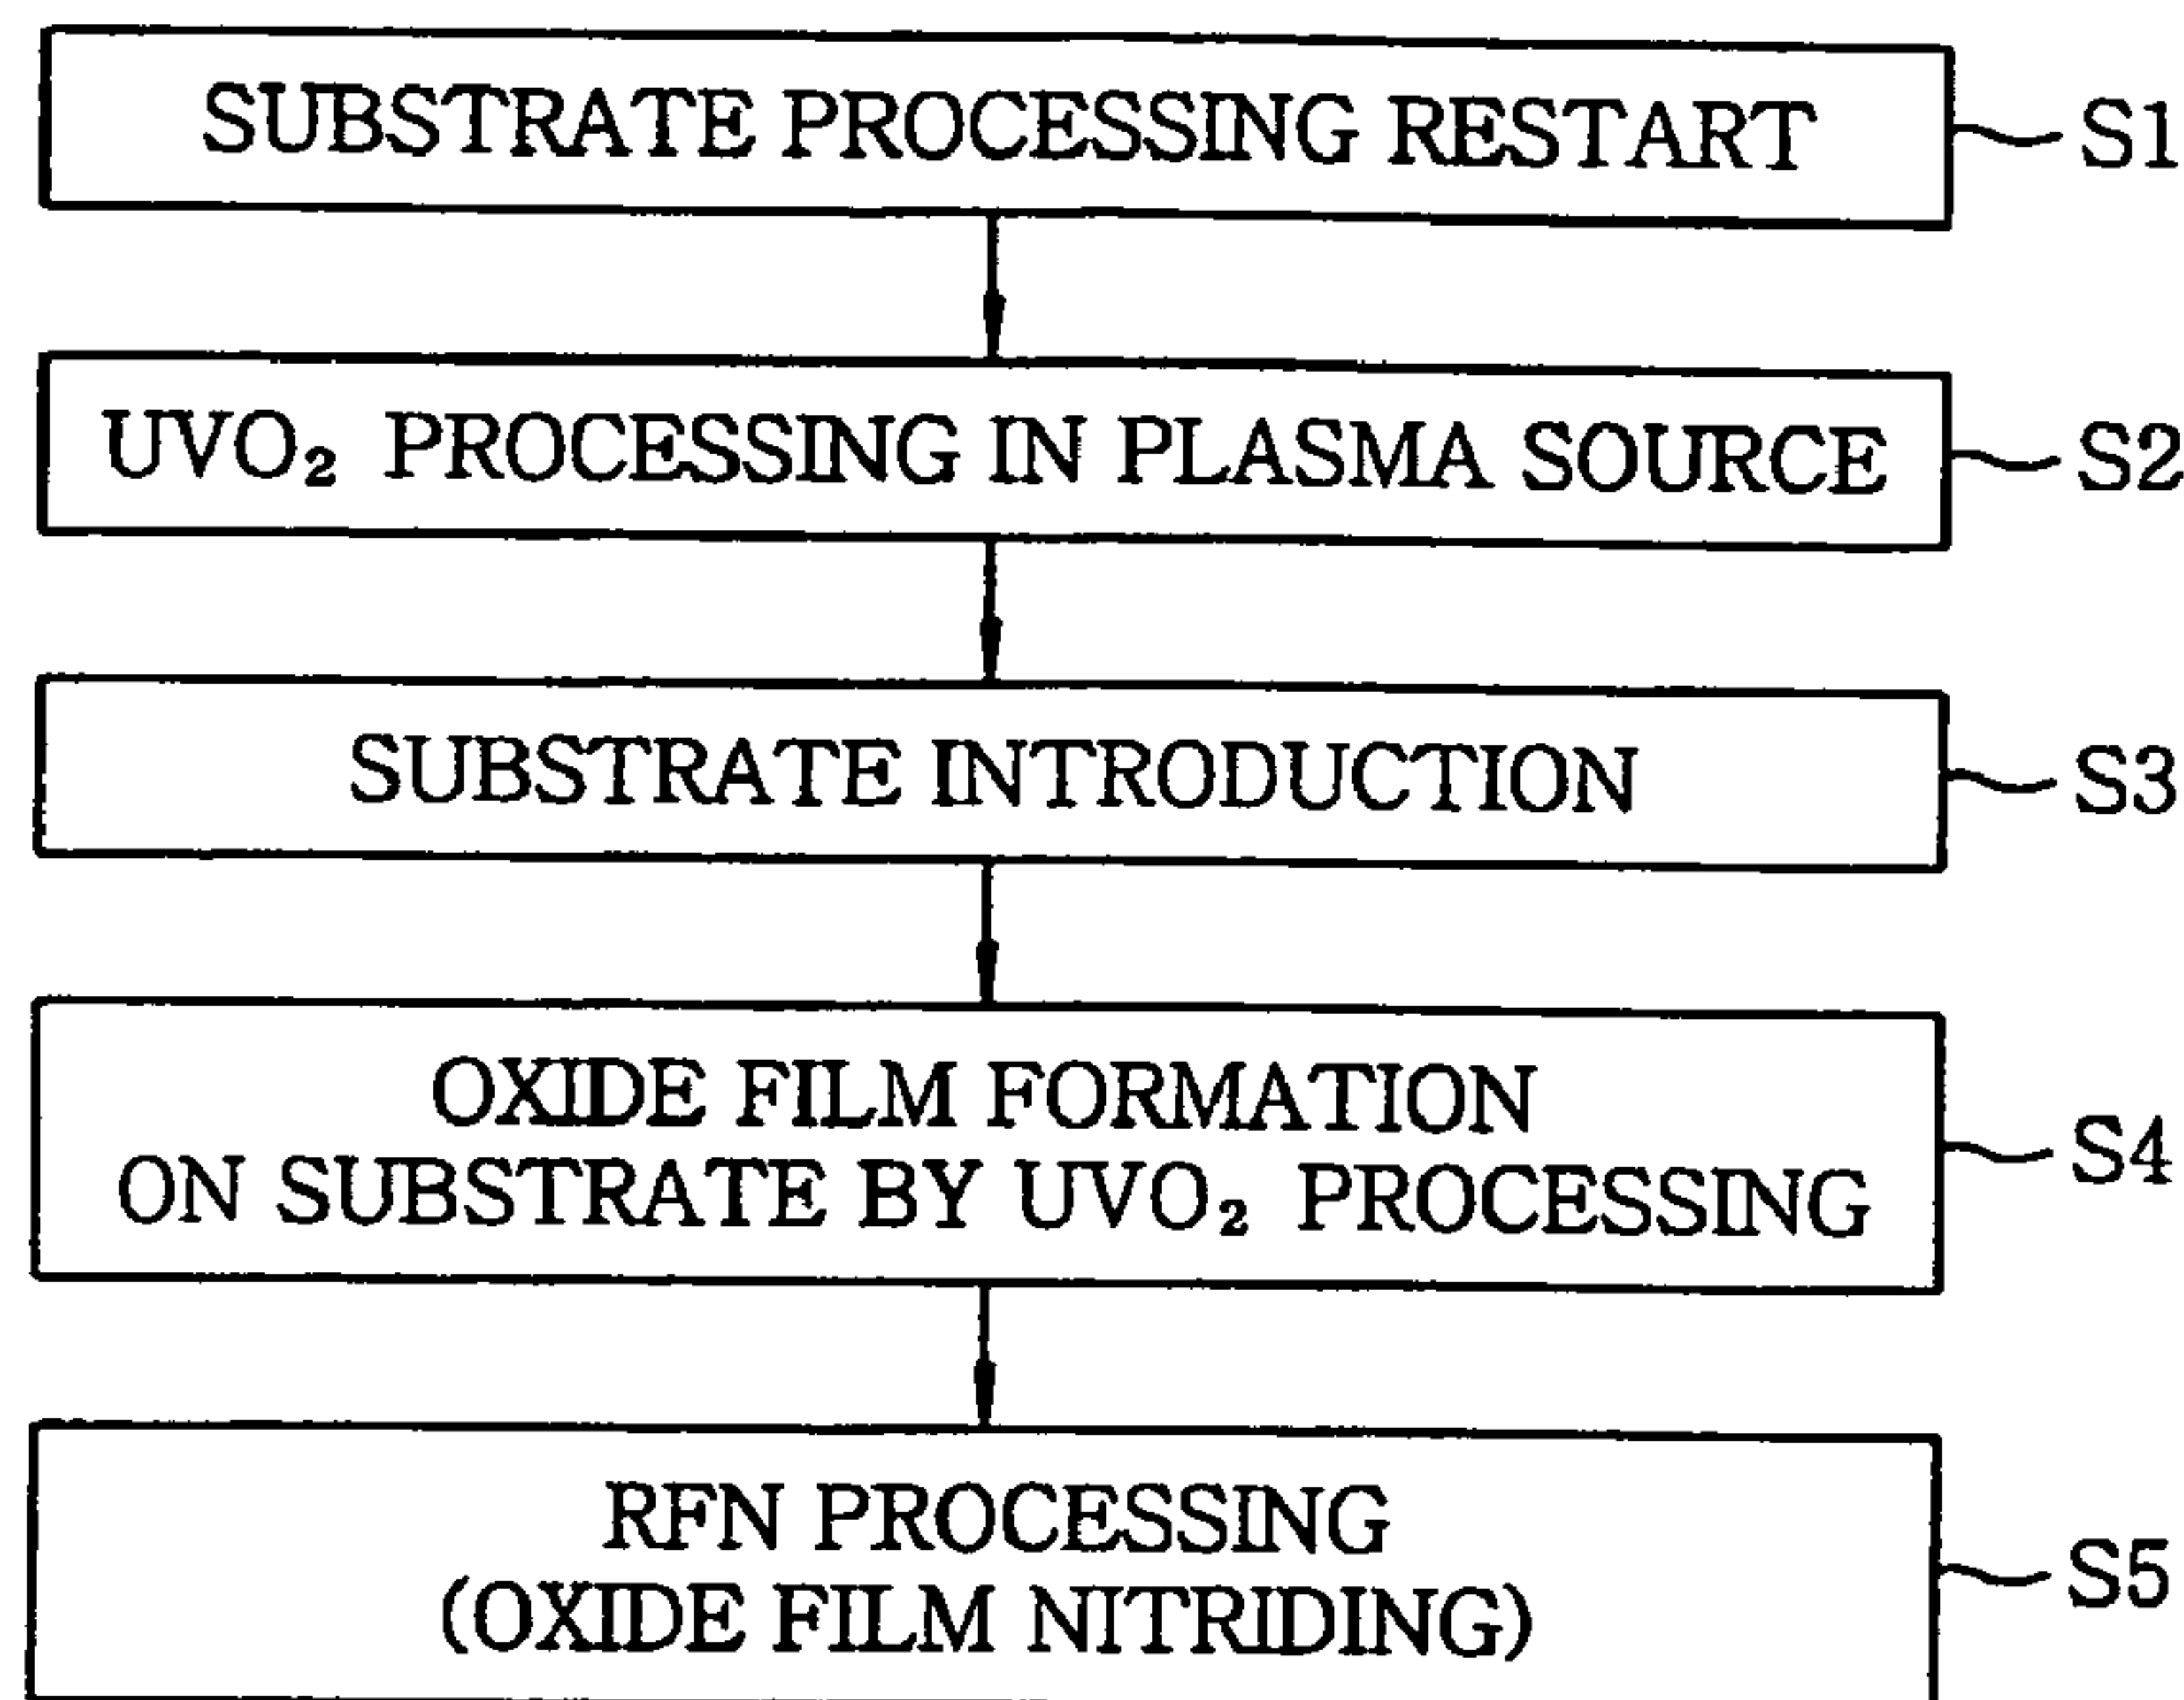 SUBSTRATE PROCESSING RESTART
S1
UVO₂ PROCESSING IN PLASMA SOURCE
S2
SUBSTRATE INTRODUCTION
S3
OXIDE FILM FORMATION
ON SUBSTRATE BY UVO₂ PROCESSING
S4
RFN PROCESSING
(OXIDE FILM NITRIDING)
S5